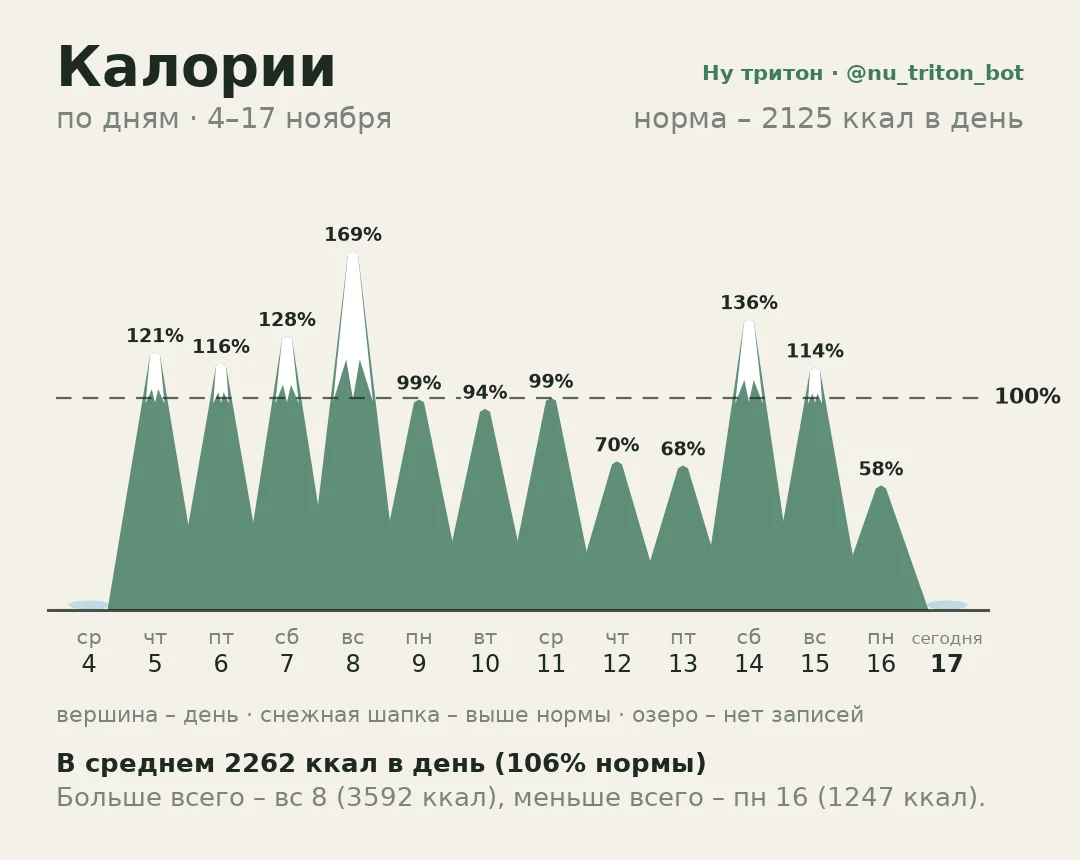 Калории
Ну тритон · @nu_triton_bot
по дням · 4–17 ноября
норма – 2125 ккал в день
169%
136%
128%
121%
116%
114%
99%
94%
99%
100%
70%
68%
58%
ср чт пт сб вс пн вт ср чт пт сб вс пн сегодня
4 5 6 7 8 9 10 11 12 13 14 15 16 17
вершина – день · снежная шапка – выше нормы · озеро – нет записей
В среднем 2262 ккал в день (106% нормы)
Больше всего – вс 8 (3592 ккал), меньше всего – пн 16 (1247 ккал).